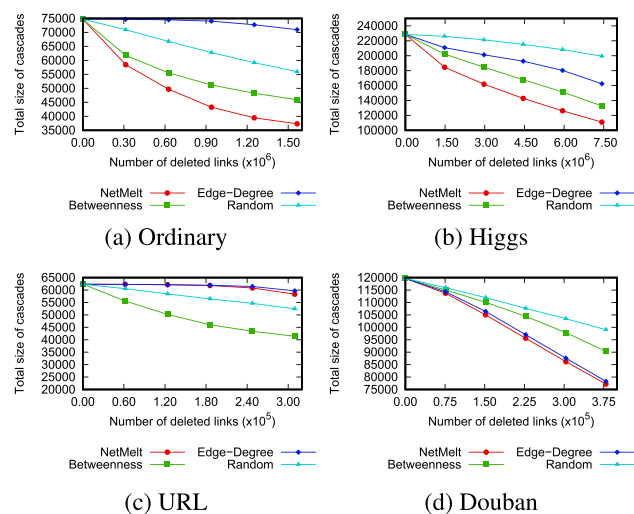 Total size of cascades
75000
70000
65000
60000
55000
50000
45000
40000
35000
0.00 0.30 0.60 0.90 1.20 1.50
Number of deleted links (x10^6)
NetMelt Edge-Degree
Betweenness Random
(a) Ordinary
Total size of cascades
240000
220000
200000
180000
160000
140000
120000
100000
0.00 1.50 3.00 4.50 6.00 7.50
Number of deleted links (x10^6)
NetMelt Edge-Degree
Betweenness Random
(b) Higgs
Total size of cascades
65000
60000
55000
50000
45000
40000
35000
30000
25000
20000
0.00 0.60 1.20 1.80 2.40 3.00
Number of deleted links (x10^5)
NetMelt Edge-Degree
Betweenness Random
(c) URL
Total size of cascades
120000
115000
110000
105000
100000
95000
90000
85000
80000
75000
0.00 0.75 1.50 2.25 3.00 3.75
Number of deleted links (x10^5)
NetMelt Edge-Degree
Betweenness Random
(d) Douban